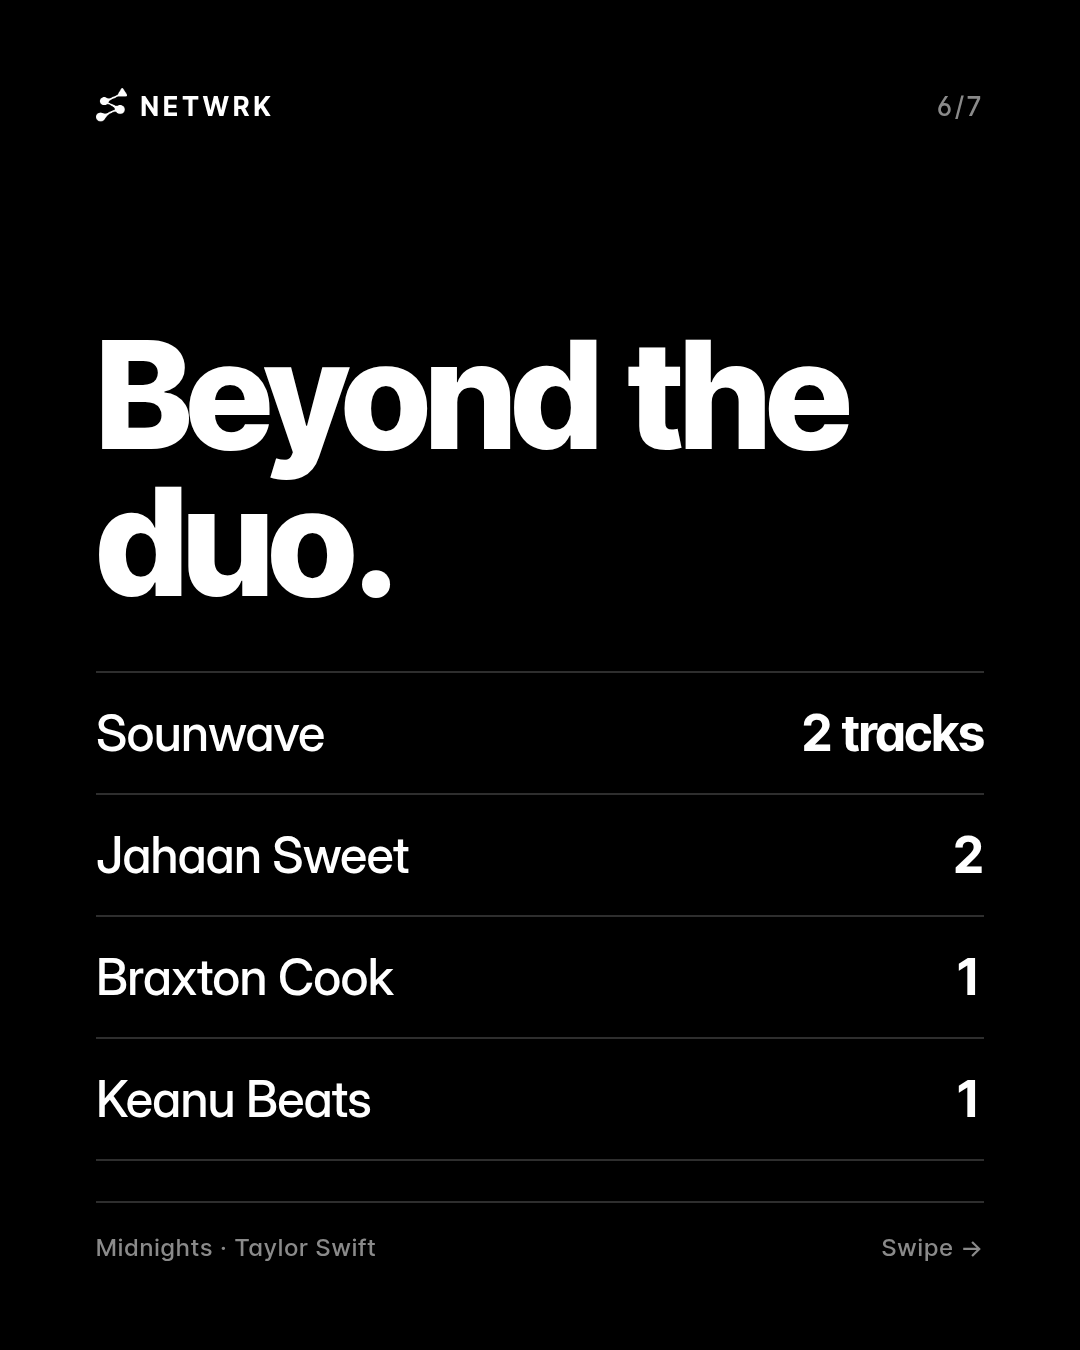 NETWRK
6/7
Beyond the
duo.
Sounwave 2 tracks
Jahaan Sweet 2
Braxton Cook 1
Keanu Beats 1
Midnights · Taylor Swift
Swipe →